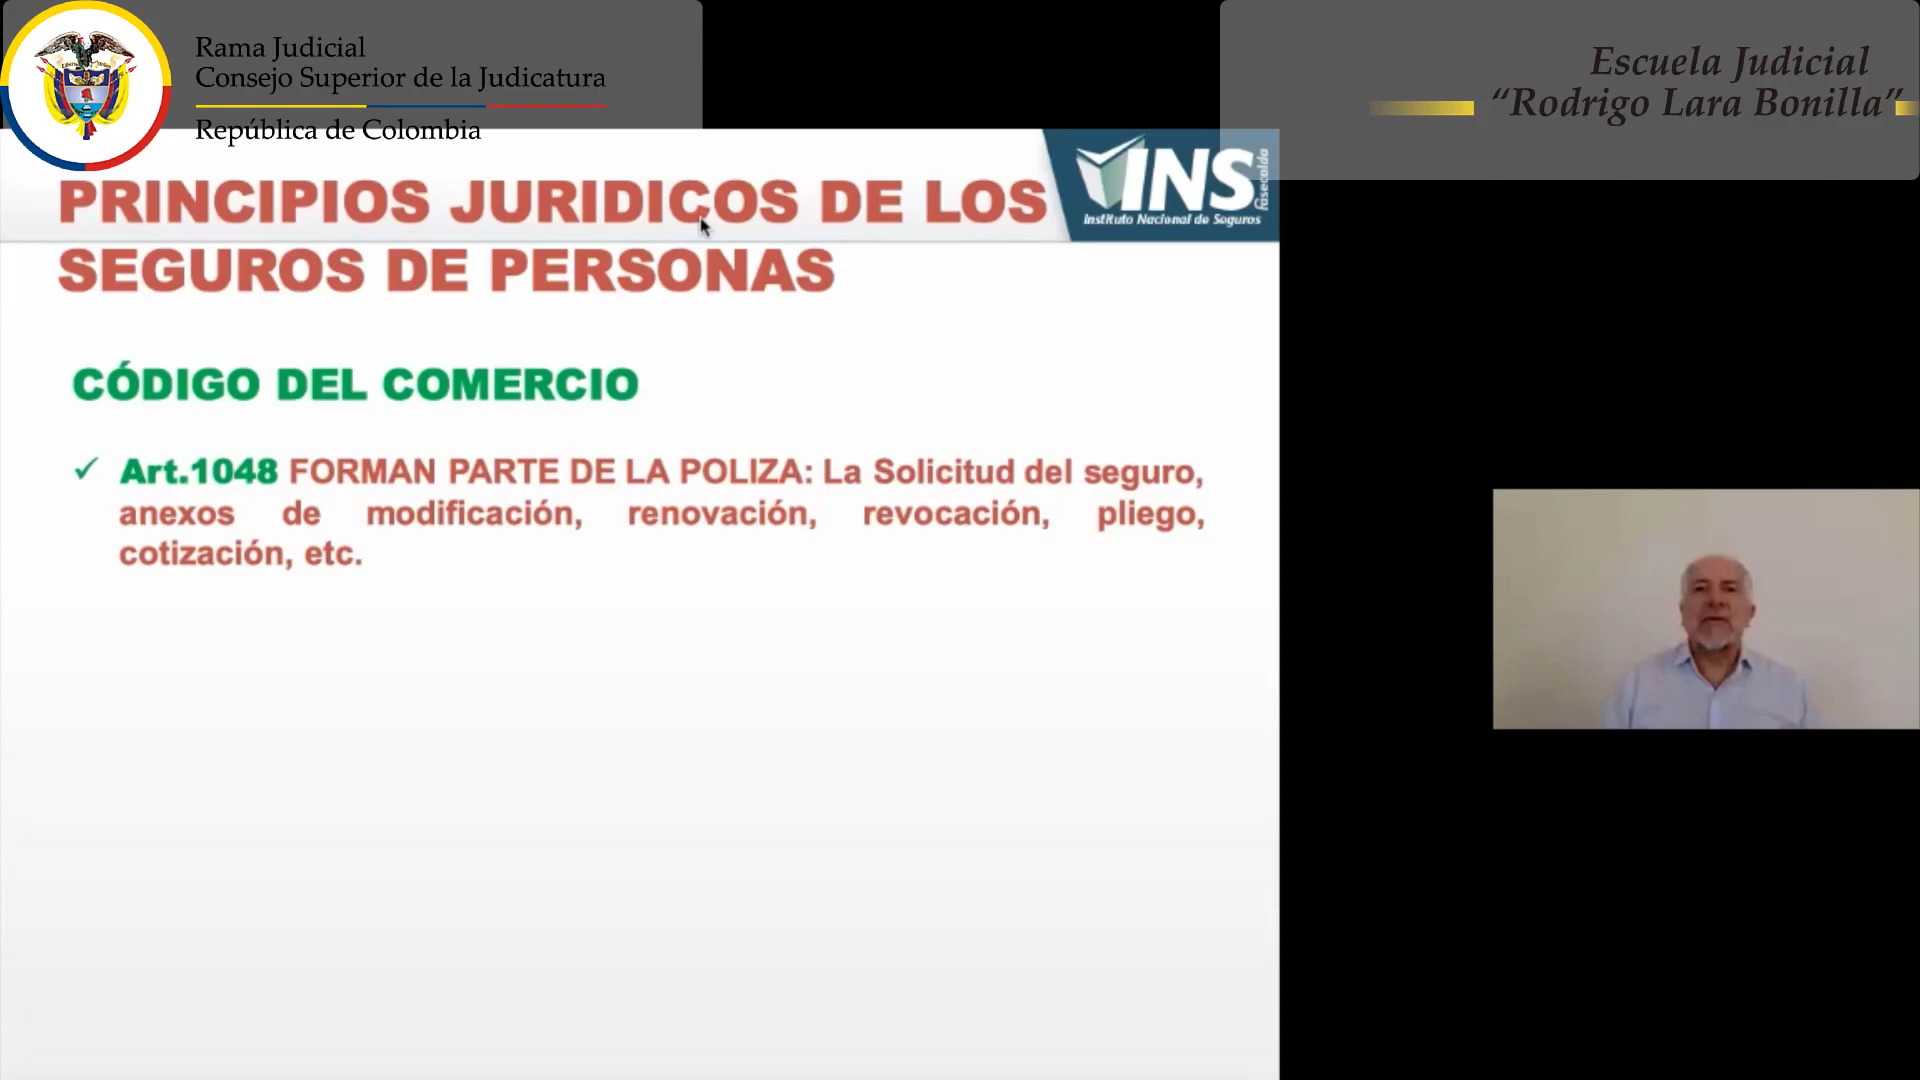 Rama Judicial
Consejo Superior de la Judicatura
República de Colombia
Escuela Judicial
“Rodrigo Lara Bonilla”
INS
fasecolda
Instituto Nacional de Seguros
PRINCIPIOS JURIDICOS DE LOS
SEGUROS DE PERSONAS
CÓDIGO DEL COMERCIO
✓ Art.1048 FORMAN PARTE DE LA POLIZA: La Solicitud del seguro,
anexos de modificación, renovación, revocación, pliego,
cotización, etc.